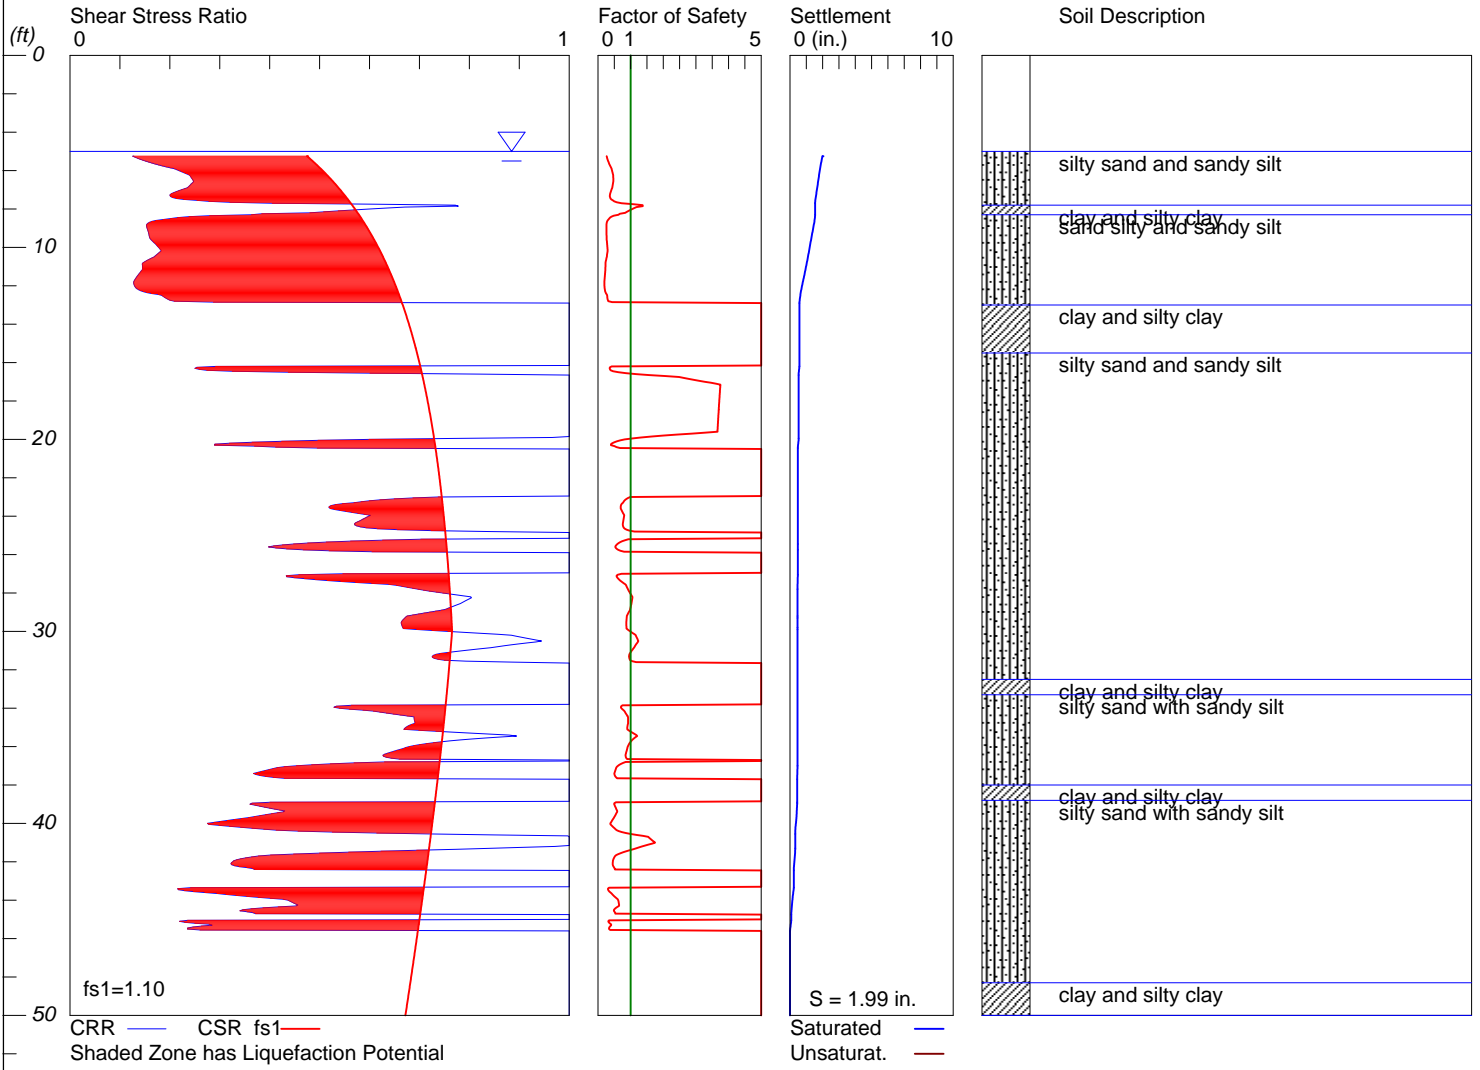 Shear Stress Ratio Factor of Safety Settlement Soil Description
(ft) 0 1 0 1 5 0 (in.) 10
0
silty sand and sandy silt
clay and silty clay
sand silty and sandy silt
10
clay and silty clay
silty sand and sandy silt
20
30
clay and silty clay
silty sand with sandy silt
clay and silty clay
silty sand with sandy silt
40
fs1=1.10 S = 1.99 in. clay and silty clay
50
CRR CSR fs1 Saturated
Shaded Zone has Liquefaction Potential Unsaturat.